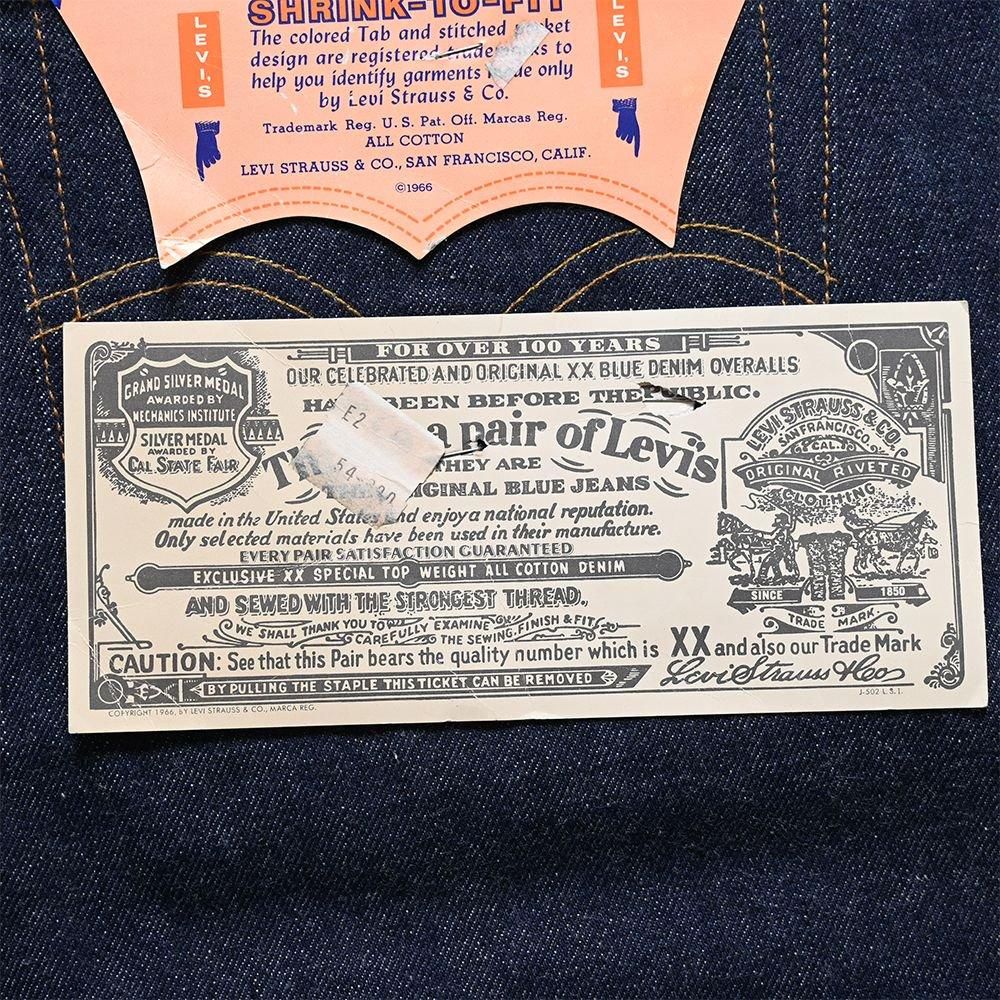 LEVI'S
LEVI'S
SHRINK-TO-FIT
The colored Tab and stitched
design are registered
help you identify garments only
by Levi Strauss & Co.
Trademark Reg. U. S. Pat. Off. Marcas Reg.
ALL COTTON
LEVI STRAUSS & CO., SAN FRANCISCO, CALIF.
©1966
FOR OVER 100 YEARS
OUR CELEBRATED AND ORIGINAL XX BLUE DENIM OVERALLS
BEEN BEFORE THE PUBLIC.
a pair of Levi's
THEY ARE
BLUE JEANS
made in the United States and enjoy a national reputation.
Only selected materials have been used in their manufacture.
EVERY PAIR SATISFACTION GUARANTEED
EXCLUSIVE XX SPECIAL TOP WEIGHT ALL COTTON DENIM
AND SEWED WITH THE STRONGEST THREAD.
WE SHALL THANK YOU TO
CAREFULLY EXAMINE
THE SEWING, FINISH & FIT
CAUTION: See that this Pair bears the quality number which is XX and also our Trade Mark
Levi Strauss & Co
BY PULLING THE STAPLE THIS TICKET CAN BE REMOVED
COPYRIGHT 1966, BY LEVI STRAUSS & CO., MARCA REG.
J-502 L.S.I.
GRAND SILVER MEDAL
AWARDED BY
MECHANICS INSTITUTE
SILVER MEDAL
AWARDED BY
CAL. STATE FAIR
E2
LEVI STRAUSS & CO.
SAN FRANCISCO,
CAL.
ORIGINAL RIVETED
CLOTHING
SINCE 1850
TRADE MARK.